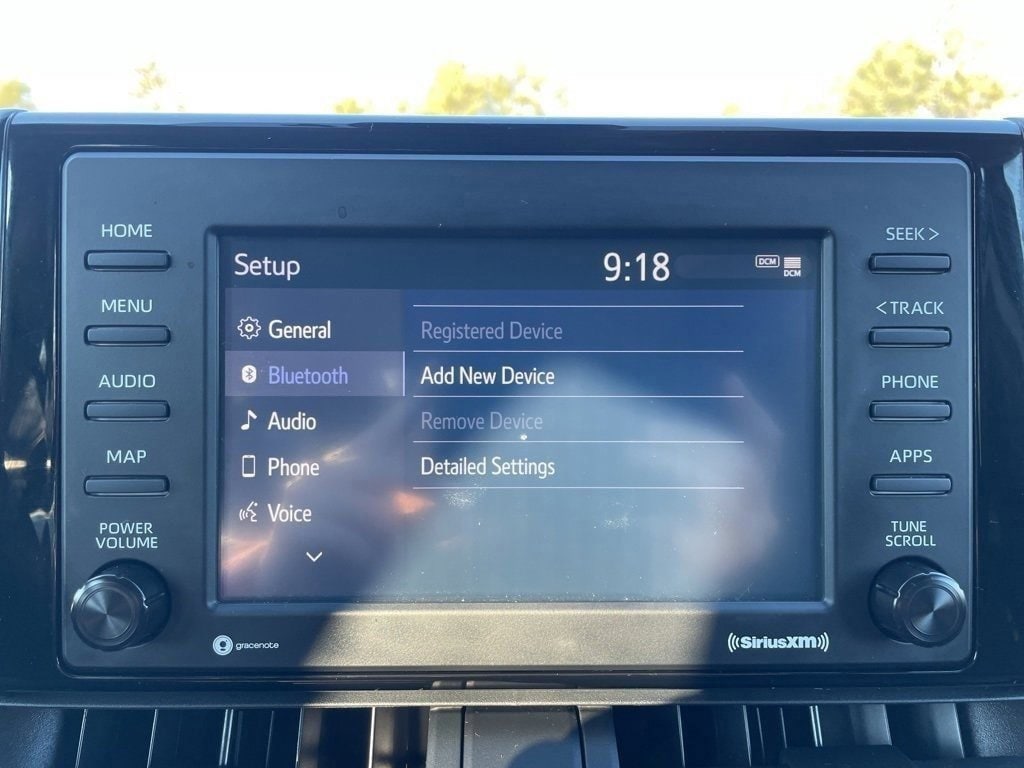 HOME
MENU
AUDIO
MAP
POWER
VOLUME
Setup
9:18
DCM
DCM
General
Bluetooth
Audio
Phone
Voice
Registered Device
Add New Device
Remove Device
Detailed Settings
SEEK >
< TRACK
PHONE
APPS
TUNE
SCROLL
gracenote
SiriusXM